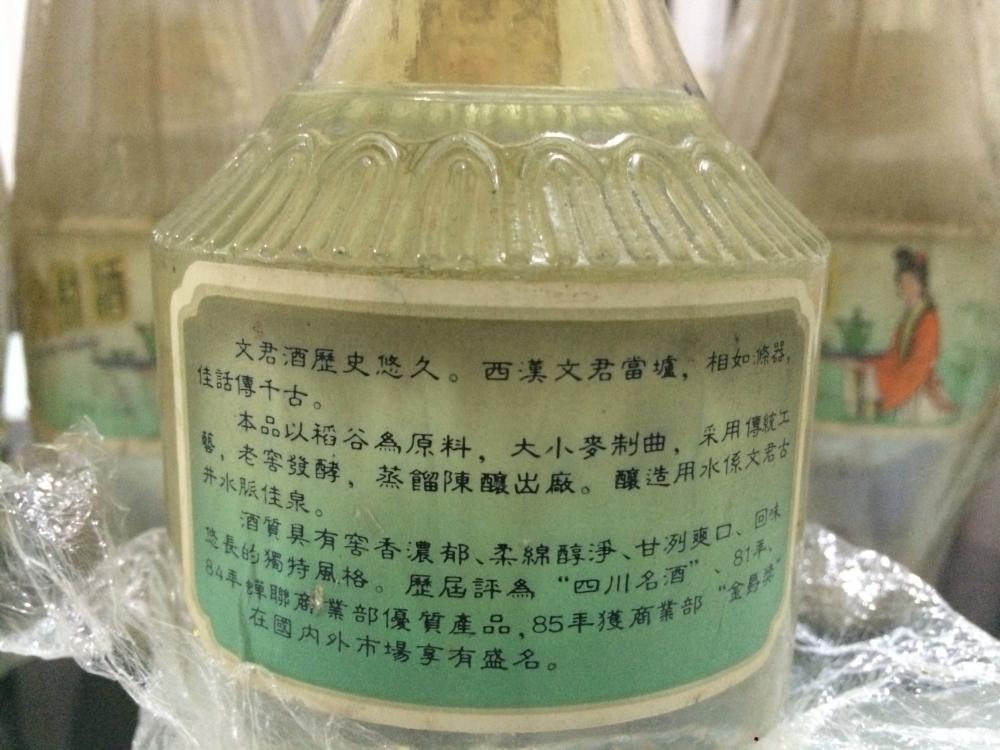 文君酒歷史悠久。西漢文君當壚，相如滌器，
佳話傳千古。
本品以稻谷為原料，大小麥制曲，采用傳統工
藝，老窖發酵，蒸餾陳釀出廠。釀造用水係文君古
井水脈佳泉。
酒質具有窖香濃郁、柔綿醇淨、甘洌爽口、回味
悠長的獨特風格。歷屆評為“四川名酒”、81年、
84年蟬聯商業部優質產品，85年獲商業部“金爵獎”
在國內外市場享有盛名。
君酒